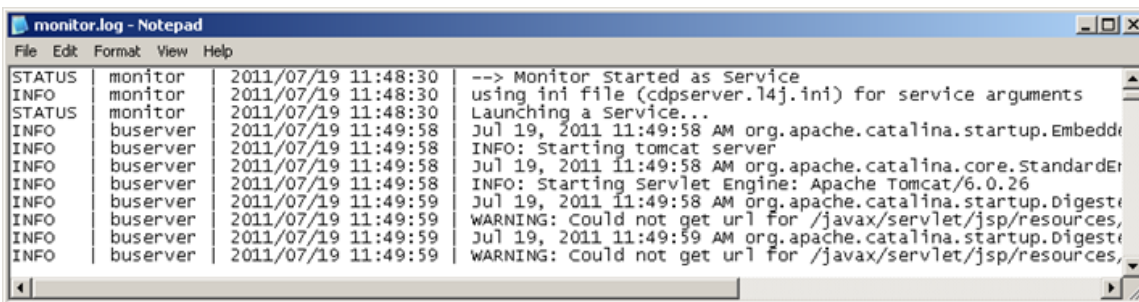 monitor.log - Notepad
File Edit Format View Help
STATUS | monitor | 2011/07/19 11:48:30 | --> Monitor Started as Service
INFO | monitor | 2011/07/19 11:48:30 | using ini file (cdpserver.l4j.ini) for service arguments
STATUS | monitor | 2011/07/19 11:48:30 | Launching a Service...
INFO | buserver | 2011/07/19 11:49:58 | Jul 19, 2011 11:49:58 AM org.apache.catalina.startup.Embedde
INFO | buserver | 2011/07/19 11:49:58 | INFO: Starting tomcat server
INFO | buserver | 2011/07/19 11:49:58 | Jul 19, 2011 11:49:58 AM org.apache.catalina.core.StandardEr
INFO | buserver | 2011/07/19 11:49:58 | INFO: Starting Servlet Engine: Apache Tomcat/6.0.26
INFO | buserver | 2011/07/19 11:49:59 | Jul 19, 2011 11:49:58 AM org.apache.catalina.startup.Digeste
INFO | buserver | 2011/07/19 11:49:59 | WARNING: Could not get url for /javax/servlet/jsp/resources/
INFO | buserver | 2011/07/19 11:49:59 | Jul 19, 2011 11:49:59 AM org.apache.catalina.startup.Digeste
INFO | buserver | 2011/07/19 11:49:59 | WARNING: Could not get url for /javax/servlet/jsp/resources/